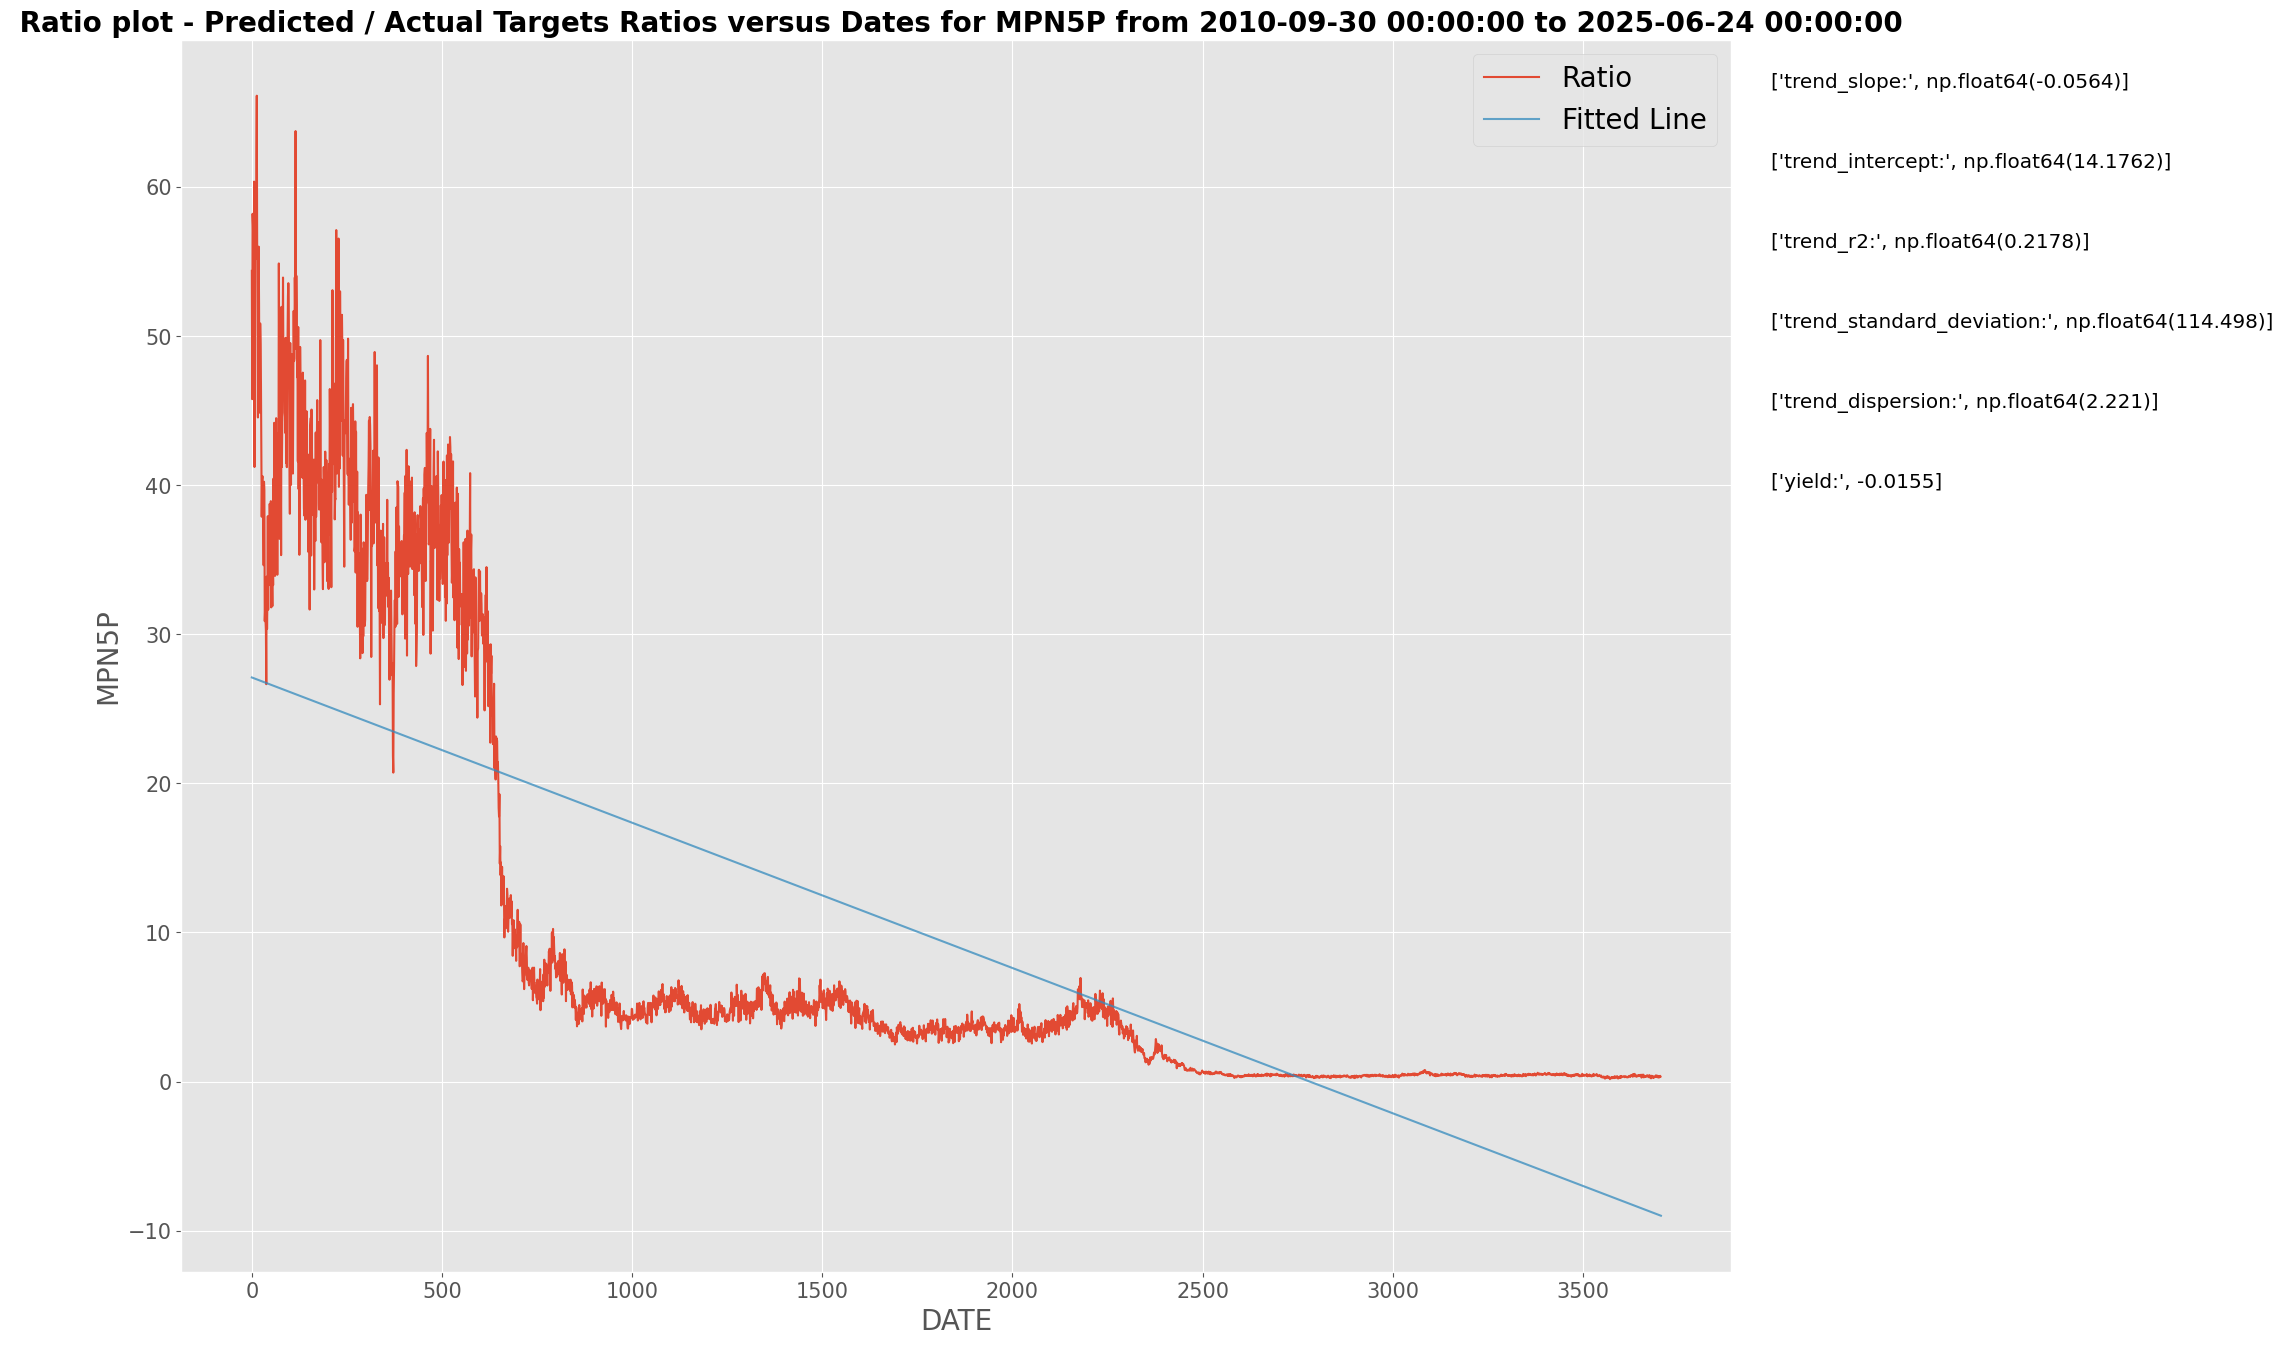 Ratio plot - Predicted / Actual Targets Ratios versus Dates for MPN5P from 2010-09-30 00:00:00 to 2025-06-24 00:00:00
Ratio
Fitted Line
['trend_slope:', np.float64(-0.0564)]
['trend_intercept:', np.float64(14.1762)]
['trend_r2:', np.float64(0.2178)]
['trend_standard_deviation:', np.float64(114.498)]
['trend_dispersion:', np.float64(2.221)]
['yield:', -0.0155]
MPN5P
60
50
40
30
20
10
0
−10
0 500 1000 1500 2000 2500 3000 3500
DATE